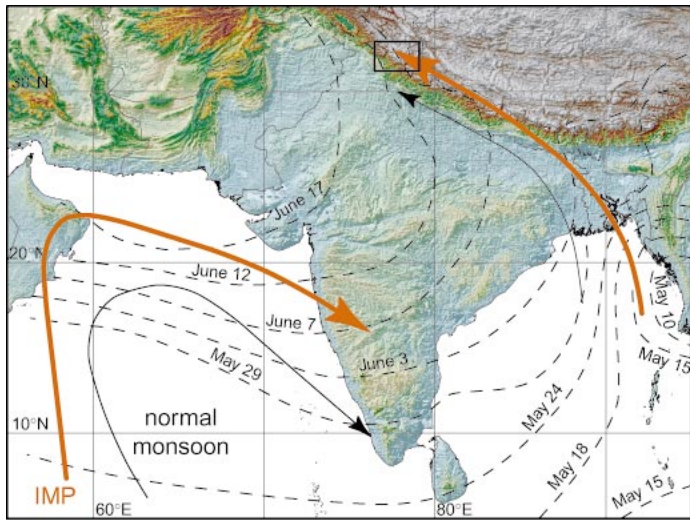 30°N
June 17
20°N
June 12
May 10
June 7
May 15
June 3
May 29
May 24
10°N
normal
monsoon
May 18
IMP
May 15
60°E
80°E